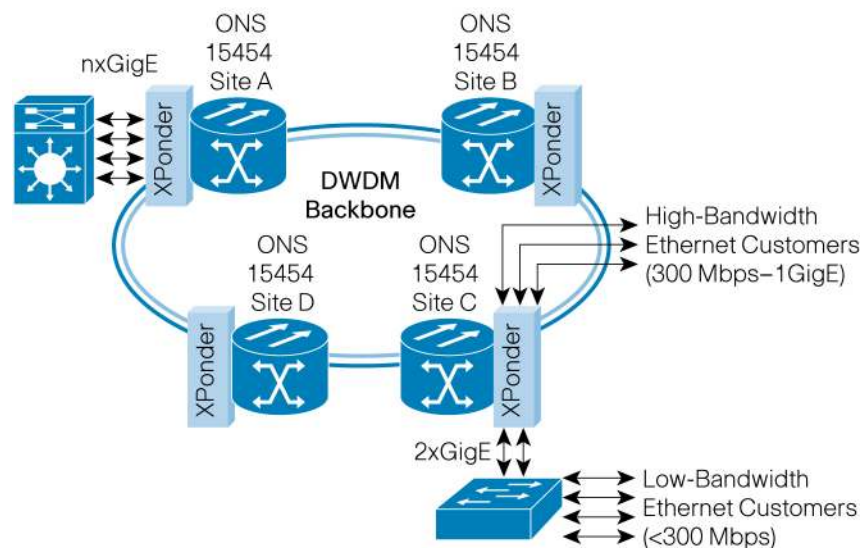 nxGigE
XPonder
ONS
15454
Site A
ONS
15454
Site B
XPonder
DWDM
Backbone
High-Bandwidth
Ethernet Customers
(300 Mbps–1GigE)
XPonder
ONS
15454
Site D
ONS
15454
Site C
XPonder
2xGigE
Low-Bandwidth
Ethernet Customers
(<300 Mbps)